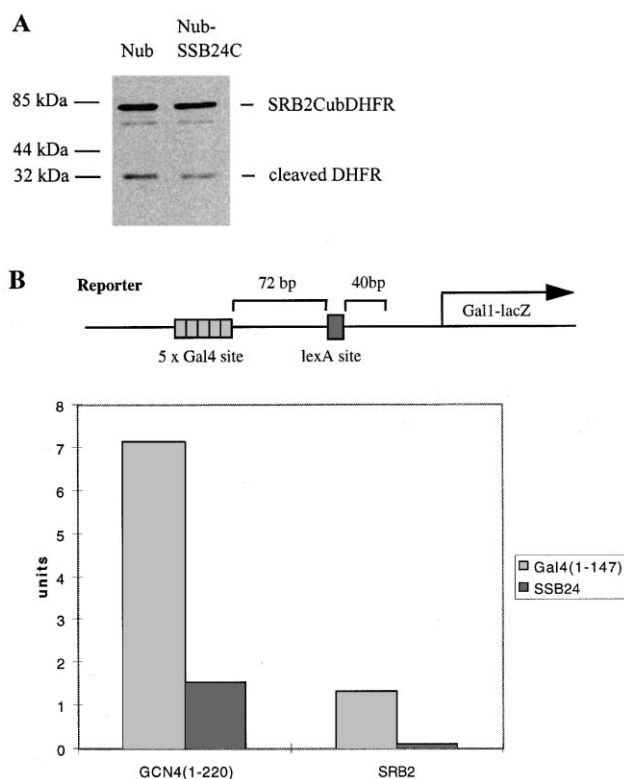 A
Nub
Nub-
SSB24C
85 kDa
SRB2CubDHFR
44 kDa
32 kDa
cleaved DHFR
B
Reporter
72 bp
40bp
Gal1-lacZ
5 x Gal4 site
lexA site
8
7
6
5
4
3
2
1
0
units
Gal4(1-147)
SSB24
GCN4(1-220)
SRB2